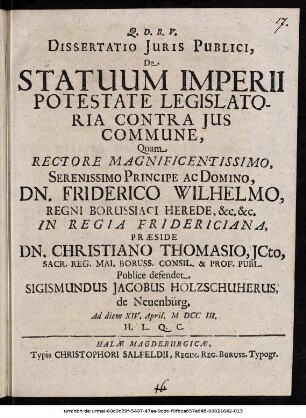 17.
Q. D. B. V.
DISSERTATIO JURIS PUBLICI,
De
STATUUM IMPERII
POTESTATE LEGISLATO-
RIA CONTRA JUS
COMMUNE,
Quam
RECTORE MAGNIFICENTISSIMO,
SERENISSIMO PRINCIPE AC DOMINO,
DN. FRIDERICO WILHELMO,
REGNI BORUSSIACI HEREDE, &c. &c.
IN REGIA FRIDERICIANA,
PRÆSIDE
DN. CHRISTIANO THOMASIO, JCto,
SACR. REG. MAI. BORUSS. CONSIL. & PROF. PUBL.
Publice defendet
SIGISMUNDUS JACOBUS HOLZSCHUHERUS,
de Neuenbürg,
Ad diem XIV. April. M DCC III.
H. L. Q. C.
HALÆ MAGDEBURGICÆ,
Typis CHRISTOPHORI SALFELDII, REGIM. REG. BORUSS. Typogr.